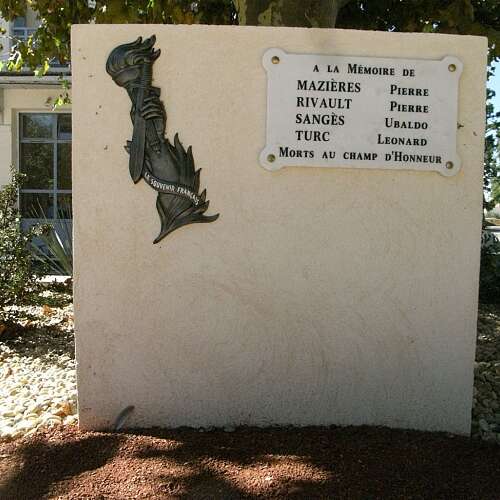 A LA MÉMOIRE DE
MAZIÈRES PIERRE
RIVAULT PIERRE
SANGÈS UBALDO
TURC LEONARD
MORTS AU CHAMP D'HONNEUR
LE SOUVENIR FRANÇAIS